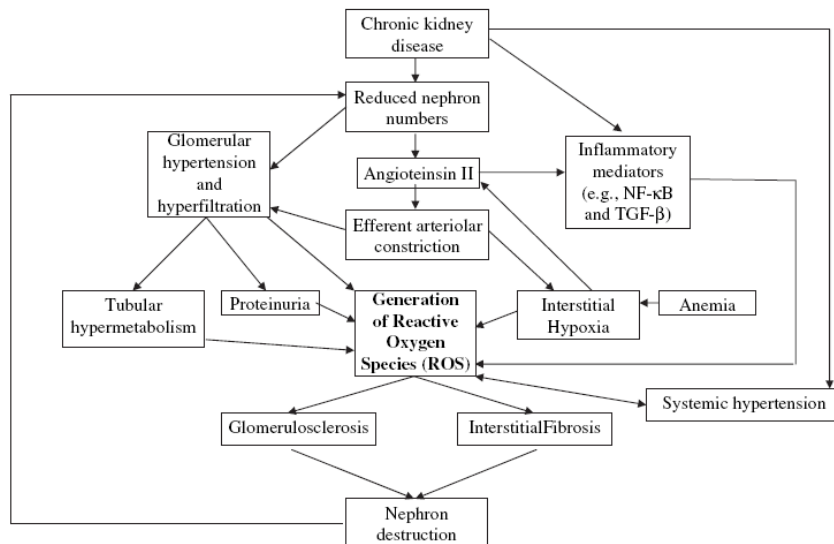 Chronic kidney
disease
Reduced nephron
numbers
Glomerular
hypertension
and
hyperfiltration
Angioteinsin II
Inflammatory
mediators
(e.g., NF-κB
and TGF-β)
Efferent arteriolar
constriction
Tubular
hypermetabolism
Proteinuria
Generation
of Reactive
Oxygen
Species (ROS)
Interstitial
Hypoxia
Anemia
Systemic hypertension
Glomerulosclerosis
InterstitialFibrosis
Nephron
destruction